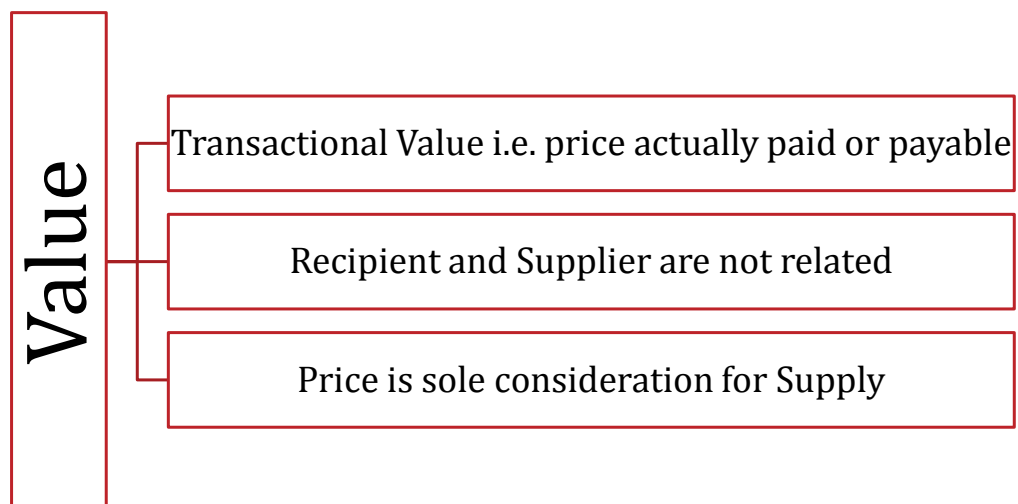 Value
Transactional Value i.e. price actually paid or payable
Recipient and Supplier are not related
Price is sole consideration for Supply